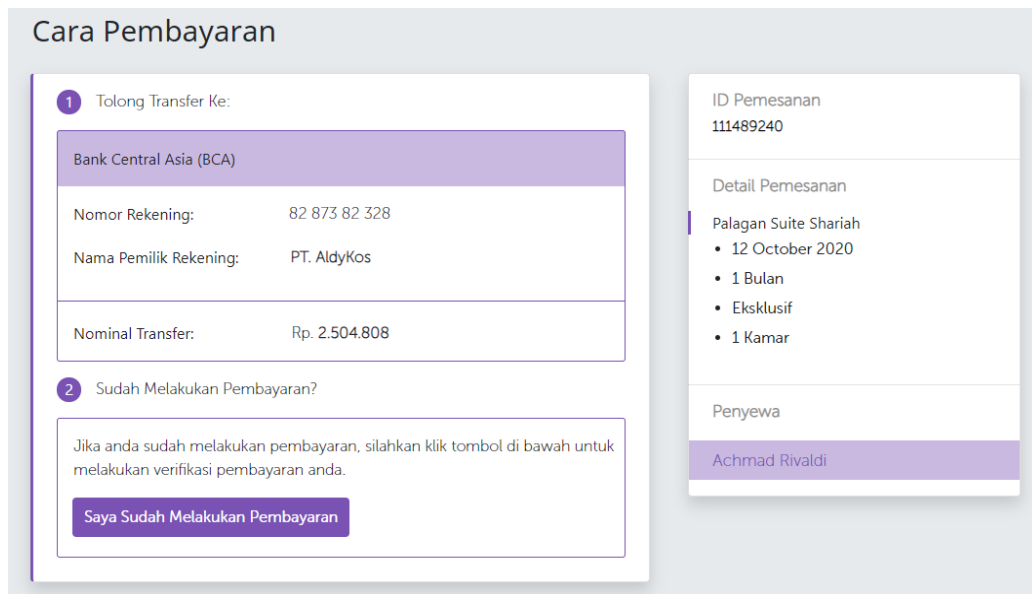 Cara Pembayaran
1 Tolong Transfer Ke:
Bank Central Asia (BCA)
Nomor Rekening: 82 873 82 328
Nama Pemilik Rekening: PT. AldyKos
Nominal Transfer: Rp. 2.504.808
2 Sudah Melakukan Pembayaran?
Jika anda sudah melakukan pembayaran, silahkan klik tombol di bawah untuk
melakukan verifikasi pembayaran anda.
Saya Sudah Melakukan Pembayaran
ID Pemesanan
111489240
Detail Pemesanan
Palagan Suite Shariah
• 12 October 2020
• 1 Bulan
• Eksklusif
• 1 Kamar
Penyewa
Achmad Rivaldi